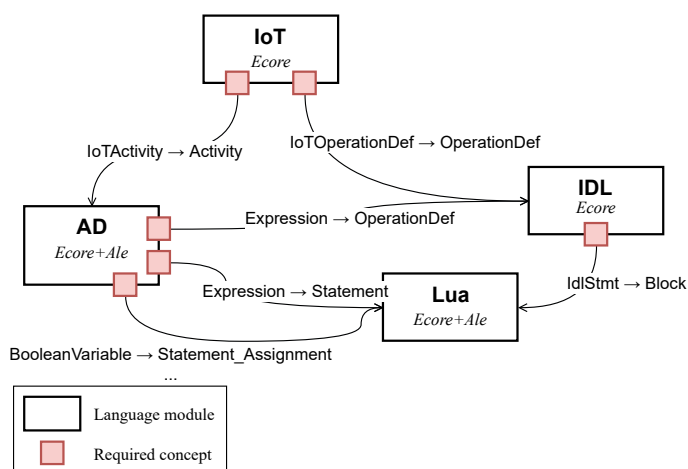 IoT
Ecore
IoTActivity → Activity
IoTOperationDef → OperationDef
IDL
Ecore
AD
Ecore+Ale
Expression → OperationDef
Expression → Statement
Lua
Ecore+Ale
IdlStmt → Block
BooleanVariable → Statement_Assignment
...
Language module
Required concept